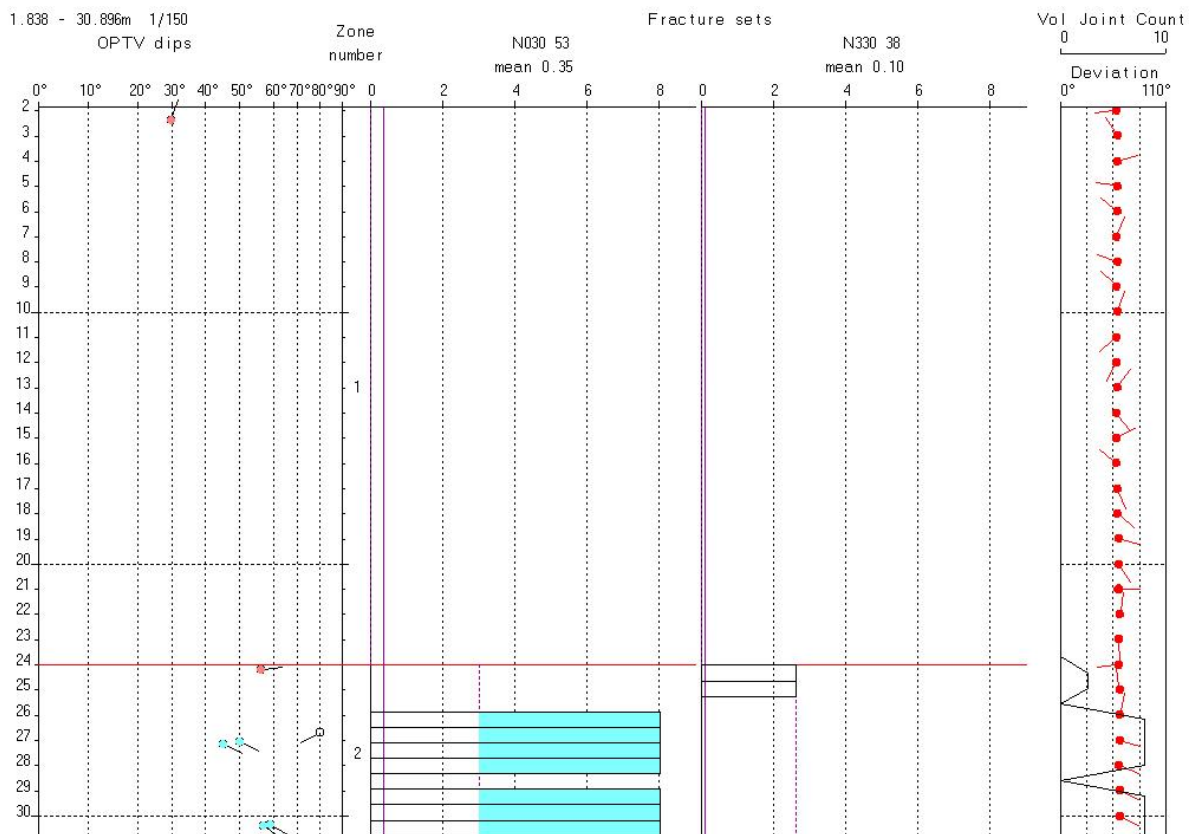 1.838 - 30.896m 1/150
Fracture sets
Vol Joint Count
OPTV dips
Zone
number
N030 53
mean 0.35
N330 38
mean 0.10
0 10
Deviation
0° 10° 20° 30° 40° 50° 60° 70° 80° 90° 0 2 4 6 8 0 2 4 6 8 0° 110°
2
3
4
5
6
7
8
9
10
11
12
13
1
14
15
16
17
18
19
20
21
22
23
24
25
26
27
2
28
29
30